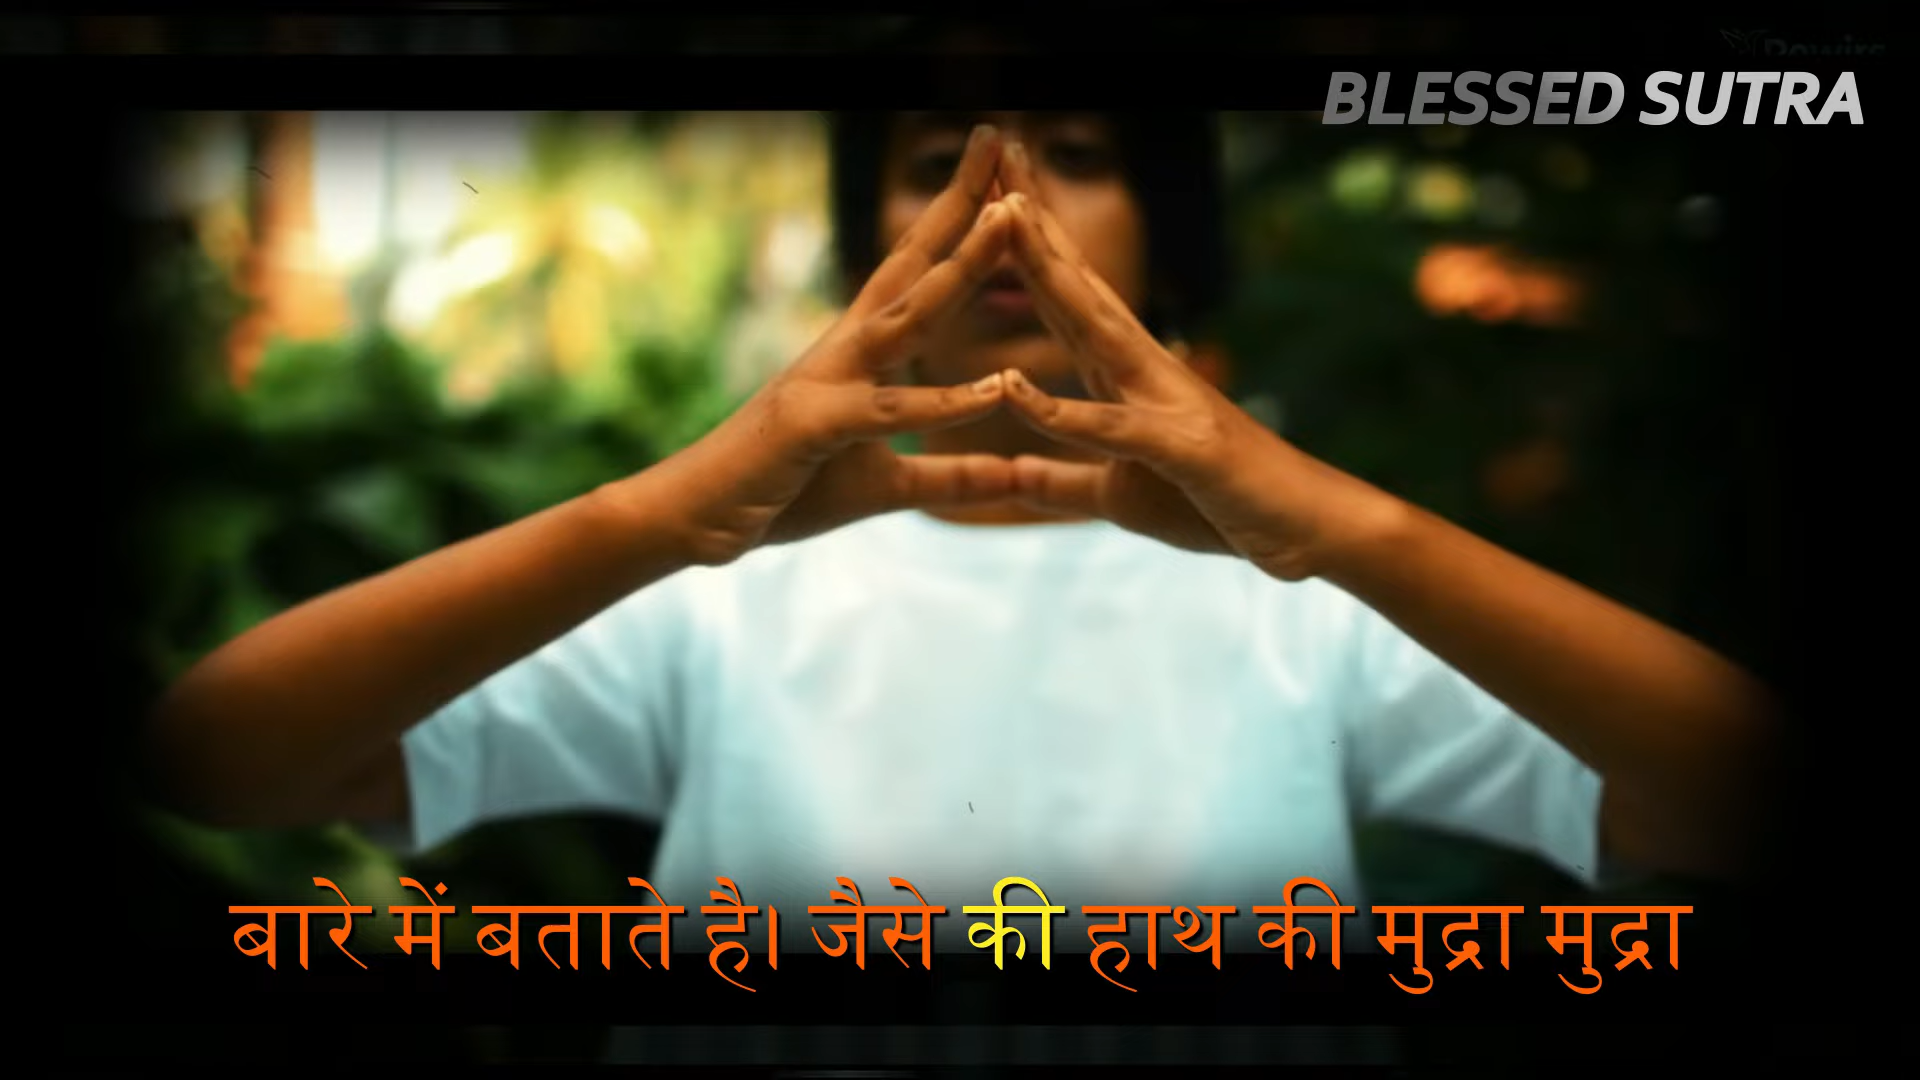 BLESSED SUTRA
बारे में बताते है। जैसे की हाथ की मुद्रा मुद्रा